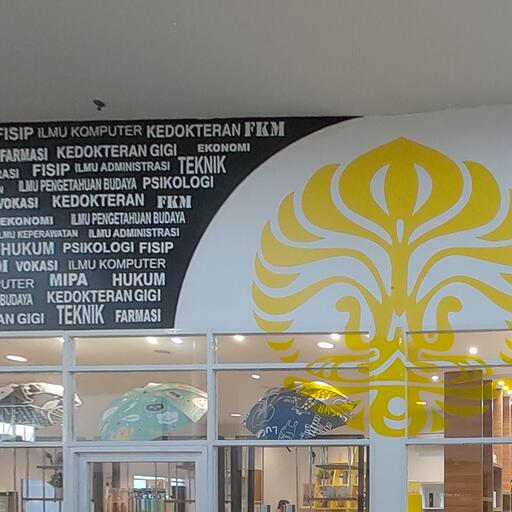 FISIP ILMU KOMPUTER KEDOKTERAN FKM
FARMASI KEDOKTERAN GIGI EKONOMI
FISIP ILMU ADMINISTRASI TEKNIK
ILMU PENGETAHUAN BUDAYA PSIKOLOGI
VOKASI KEDOKTERAN FKM
EKONOMI ILMU PENGETAHUAN BUDAYA
ILMU KEPERAWATAN ILMU ADMINISTRASI
HUKUM PSIKOLOGI FISIP
VOKASI ILMU KOMPUTER
MIPA HUKUM
BUDAYA KEDOKTERAN GIGI
GIGI TEKNIK FARMASI